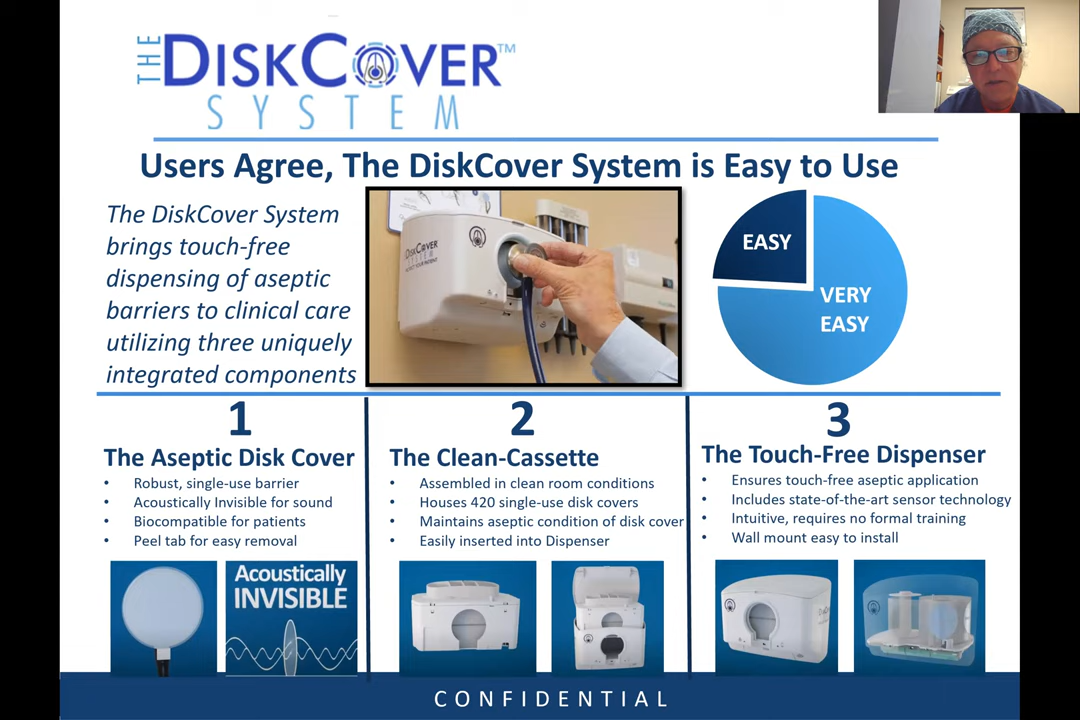 THE DISKCOVER™
SYSTEM
Users Agree, The DiskCover System is Easy to Use
The DiskCover System
brings touch-free
dispensing of aseptic
barriers to clinical care
utilizing three uniquely
integrated components
DISKCOVER
SYSTEM
EASY
VERY
EASY
1
The Aseptic Disk Cover
• Robust, single-use barrier
• Acoustically Invisible for sound
• Biocompatible for patients
• Peel tab for easy removal
Acoustically
INVISIBLE
2
The Clean-Cassette
• Assembled in clean room conditions
• Houses 420 single-use disk covers
• Maintains aseptic condition of disk cover
• Easily inserted into Dispenser
3
The Touch-Free Dispenser
• Ensures touch-free aseptic application
• Includes state-of-the-art sensor technology
• Intuitive, requires no formal training
• Wall mount easy to install
CONFIDENTIAL